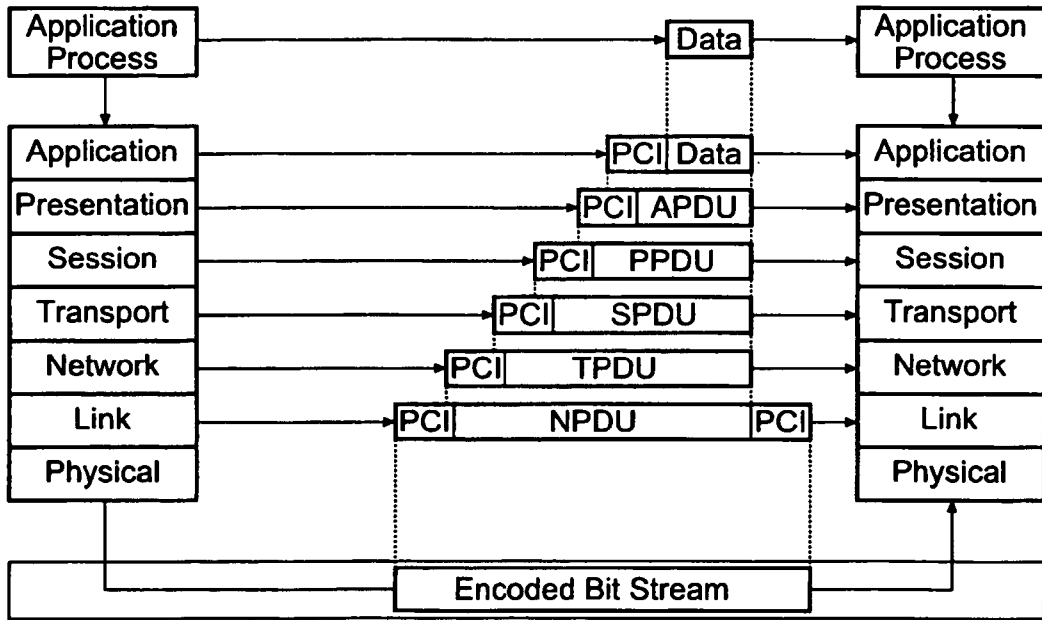 Application Process
Data
Application Process
Application
PCI Data
Application
Presentation
PCI APDU
Presentation
Session
PCI PPDU
Session
Transport
PCI SPDU
Transport
Network
PCI TPDU
Network
Link
PCI NPDU PCI
Link
Physical
Physical
Encoded Bit Stream